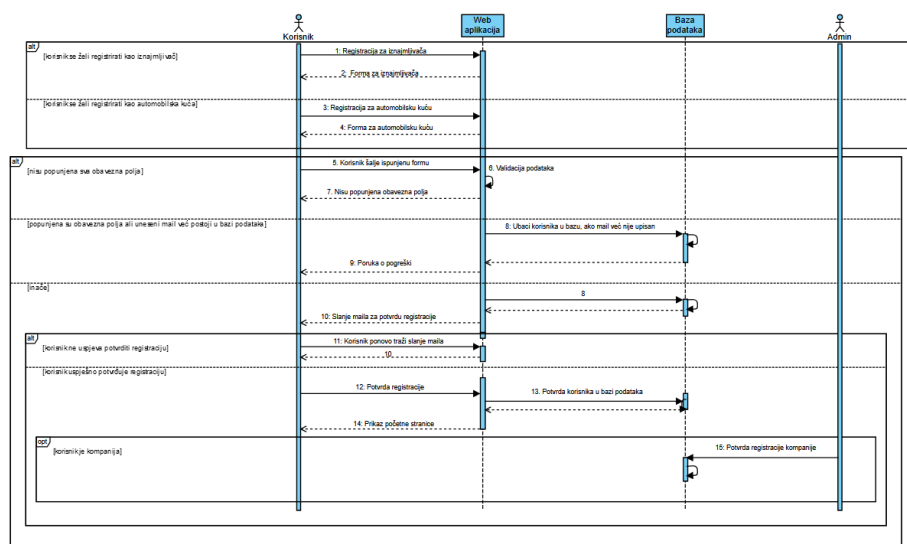 Korisnik
Web
aplikacija
Baza
podataka
Admin
alt
[korisnik se želi registrirati kao iznajmljivač]
1: Registracija za iznajmljivača
2: Forma za iznajmljivača
[korisnik se želi registrirati kao automobilska kuća]
3: Registracija za automobilsku kuću
4: Forma za automobilsku kuću
alt
[nisu popunjena sva obavezna polja]
5. Korisnik šalje ispunjenu formu
6. Validacija podataka
7. Nisu popunjena obavezna polja
[popunjena su obavezna polja ali uneseni mail već postoji u bazi podataka]
8: Ubaci korisnika u bazu, ako mail već nije upisan
9: Poruka o pogreški
[inače]
8
10: Slanje maila za potvrdu registracije
alt
[korisnik ne uspjeva potvrditi registraciju]
11: Korisnik ponovo traži slanje maila
10
[korisnik uspješno potvrđuje registraciju]
12: Potvrda registracije
13. Potvrda korisnika u bazi podataka
14: Prikaz početne stranice
opt
[korisnik je kompanija]
15: Potvrda registracije kompanije